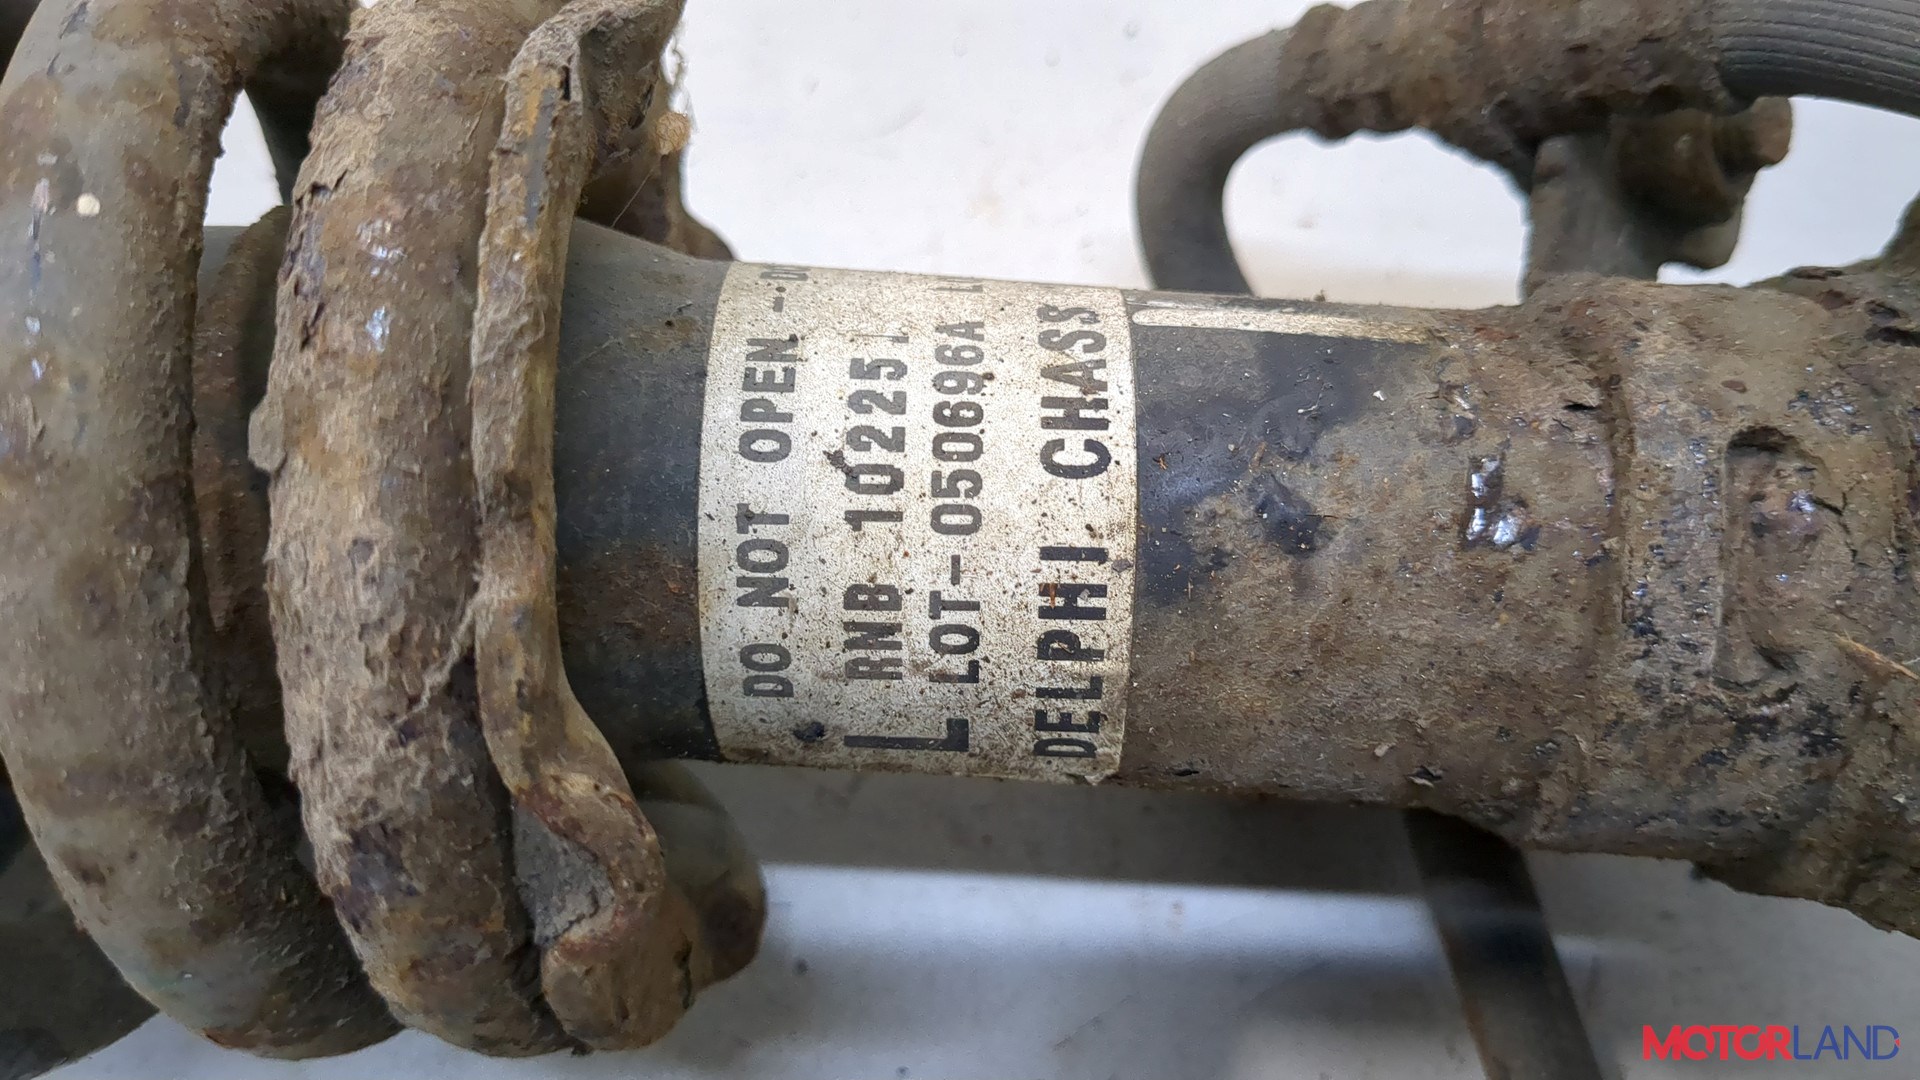 DO NOT OPEN -
RNB 10225
L
LOT-050696A
DELPHI CHASS
MOTORLAND